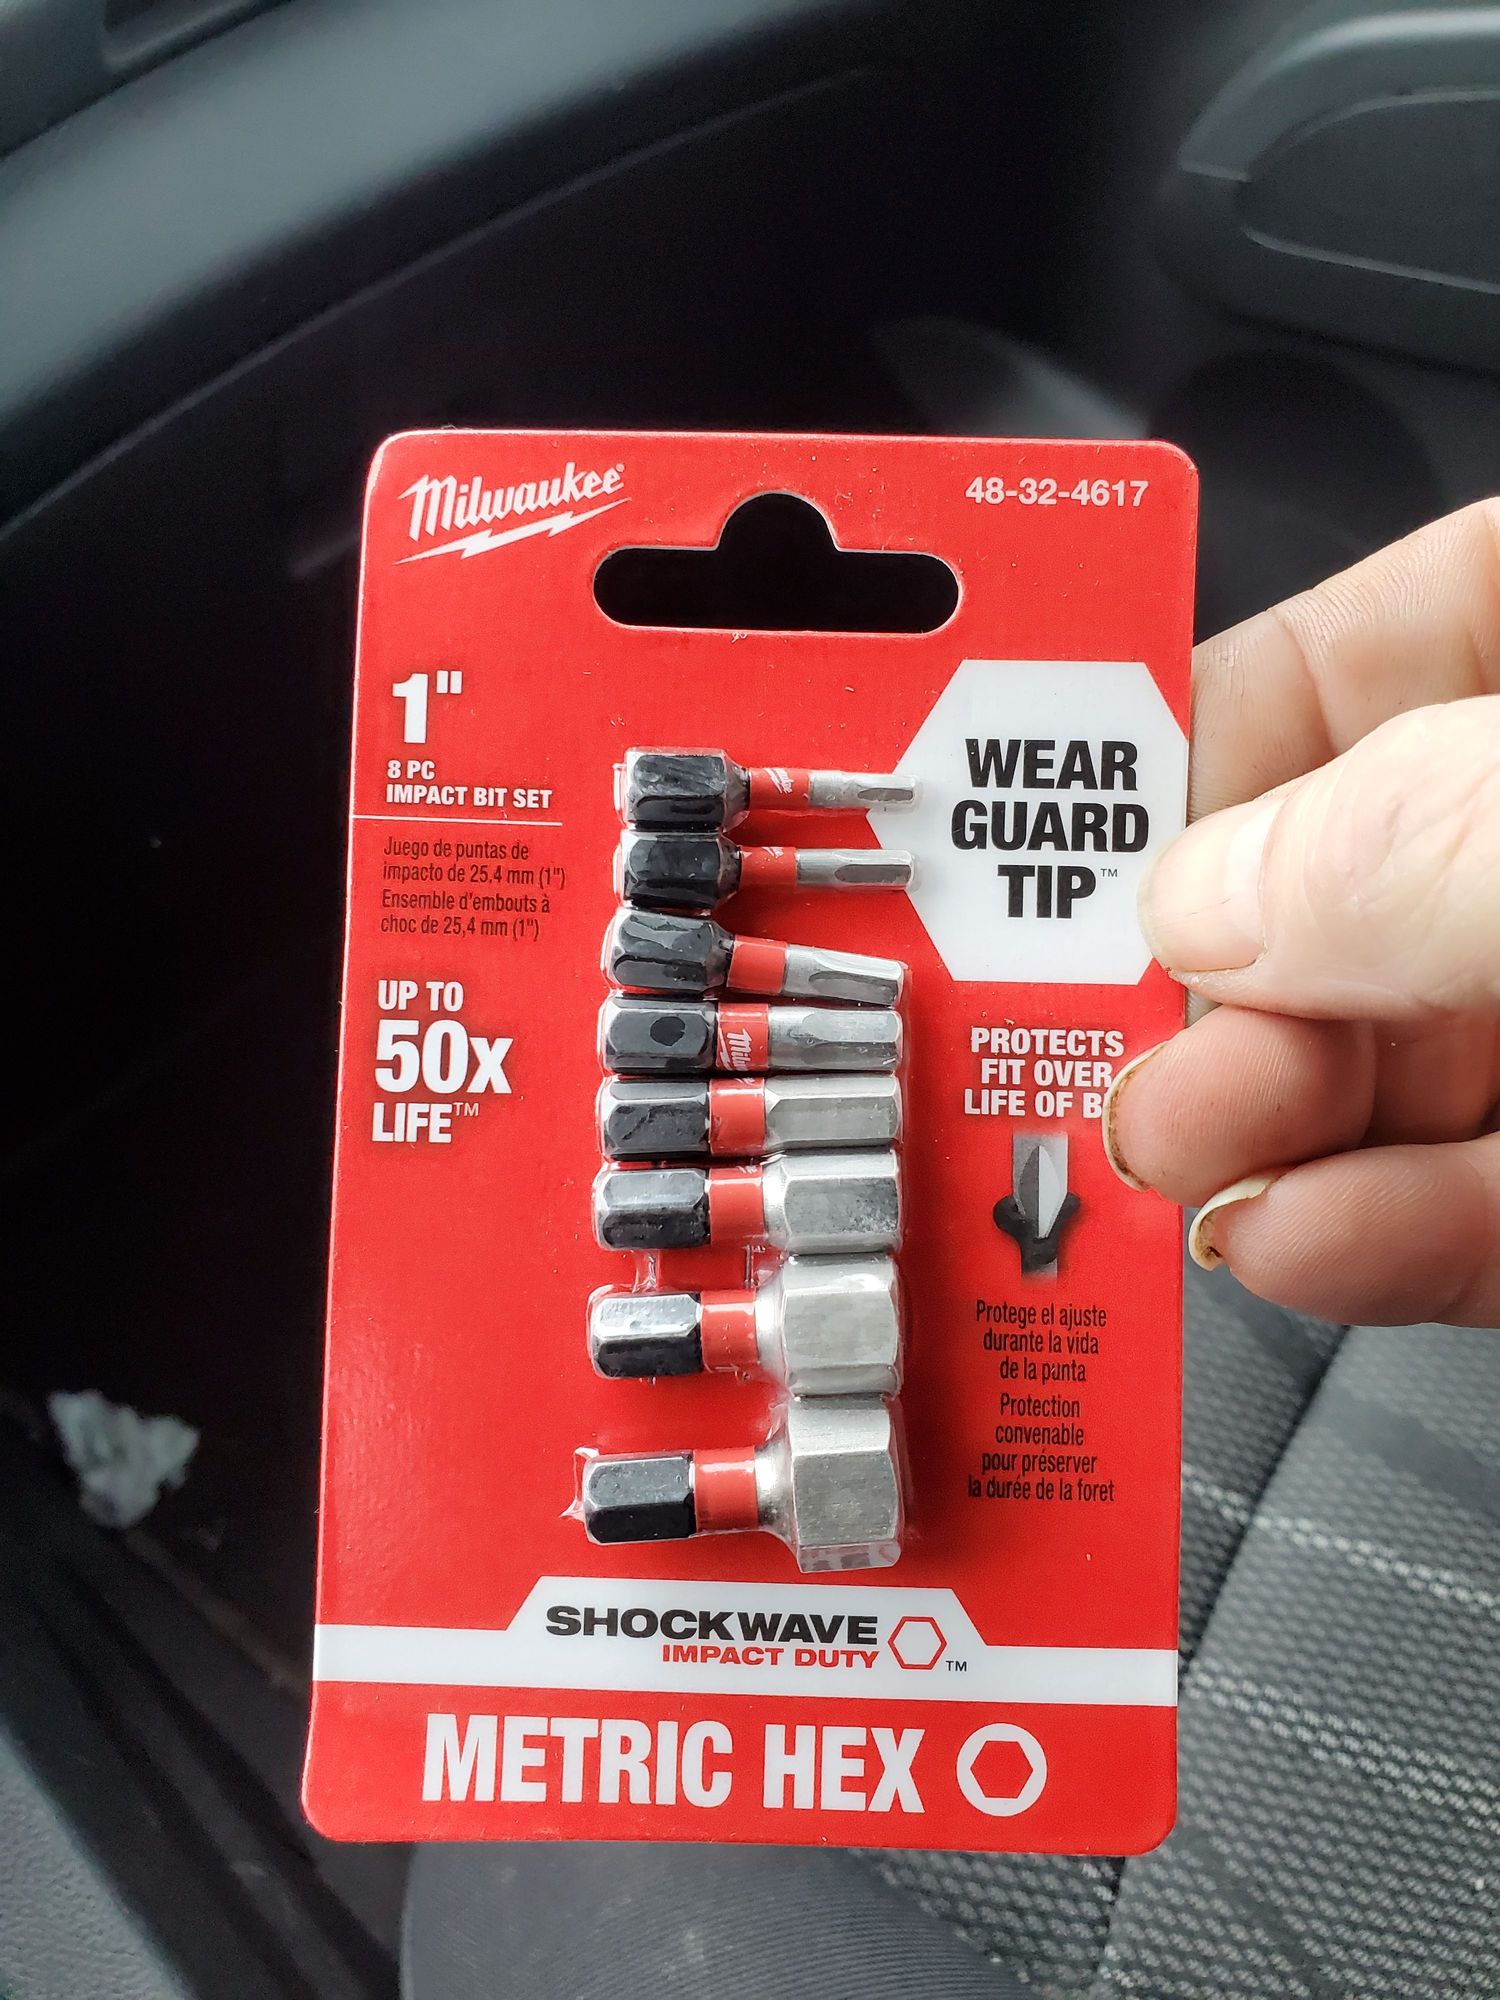 Milwaukee®
48-32-4617
1"
8 PC
IMPACT BIT SET
Juego de puntas de
impacto de 25,4 mm (1")
Ensemble d'embouts à
choc de 25,4 mm (1")
UP TO
50x
LIFE™
WEAR
GUARD
TIP™
PROTECTS
FIT OVER
LIFE OF B
Protege el ajuste
durante la vida
de la punta
Protection
convenable
pour préserver
la durée de la foret
SHOCKWAVE
IMPACT DUTY™
METRIC HEX